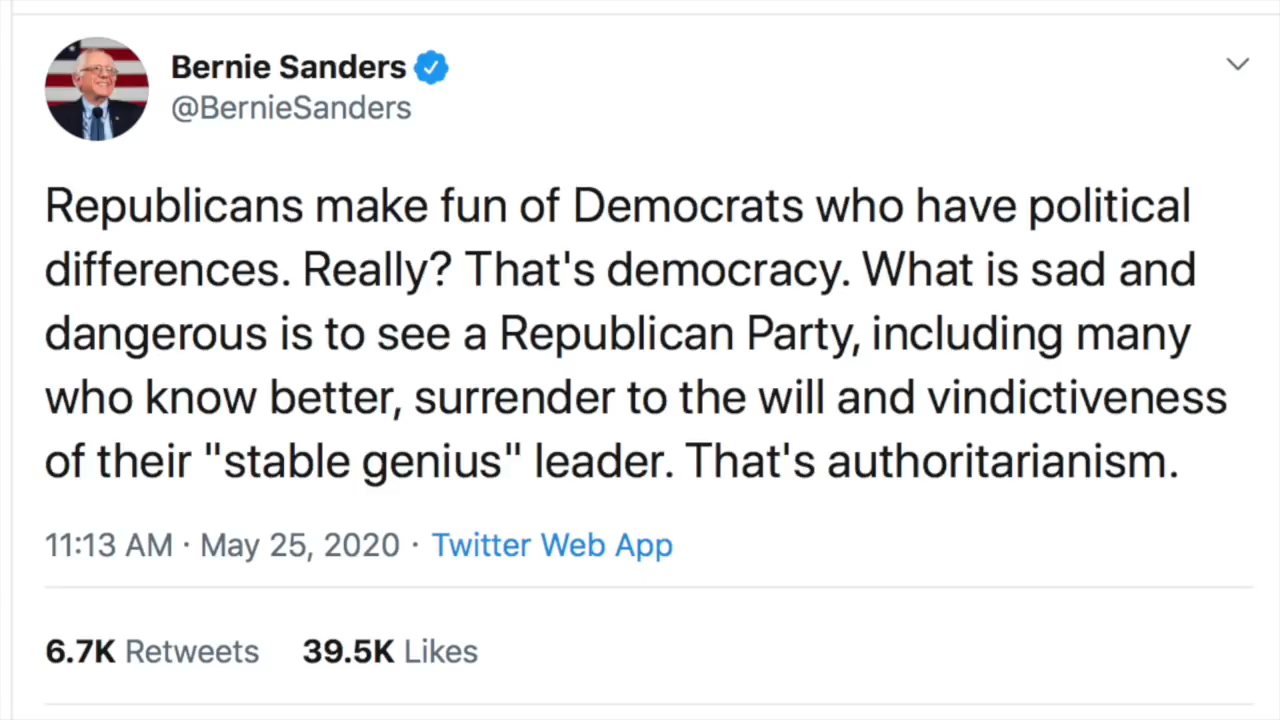 Bernie Sanders
@BernieSanders
Republicans make fun of Democrats who have political
differences. Really? That's democracy. What is sad and
dangerous is to see a Republican Party, including many
who know better, surrender to the will and vindictiveness
of their "stable genius" leader. That's authoritarianism.
11:13 AM · May 25, 2020 · Twitter Web App
6.7K Retweets 39.5K Likes